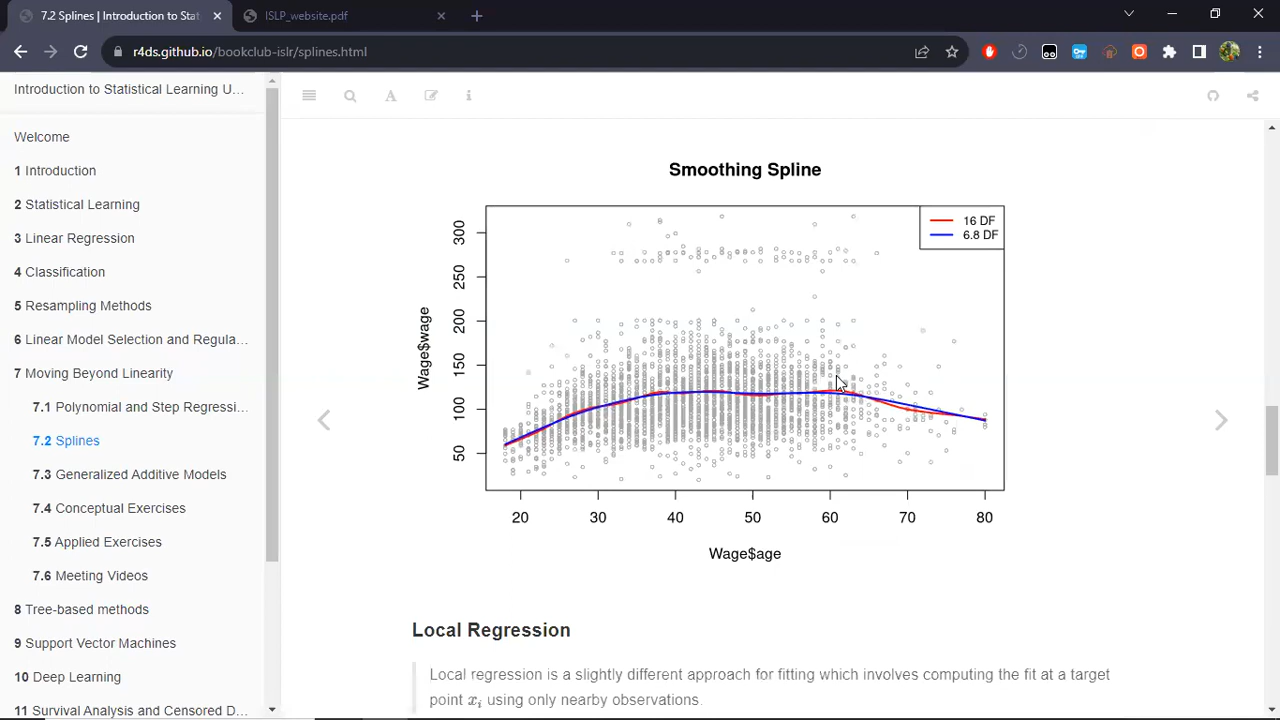 7.2 Splines | Introduction to Stat
ISLP_website.pdf
r4ds.github.io/bookclub-islr/splines.html
Introduction to Statistical Learning U...
Welcome
1 Introduction
2 Statistical Learning
3 Linear Regression
4 Classification
5 Resampling Methods
6 Linear Model Selection and Regula...
7 Moving Beyond Linearity
7.1 Polynomial and Step Regressi...
7.2 Splines
7.3 Generalized Additive Models
7.4 Conceptual Exercises
7.5 Applied Exercises
7.6 Meeting Videos
8 Tree-based methods
9 Support Vector Machines
10 Deep Learning
11 Survival Analysis and Censored D...
Smoothing Spline
16 DF
6.8 DF
Wage$wage
300
250
200
150
100
50
20 30 40 50 60 70 80
Wage$age
Local Regression
Local regression is a slightly different approach for fitting which involves computing the fit at a target
point xᵢ using only nearby observations.